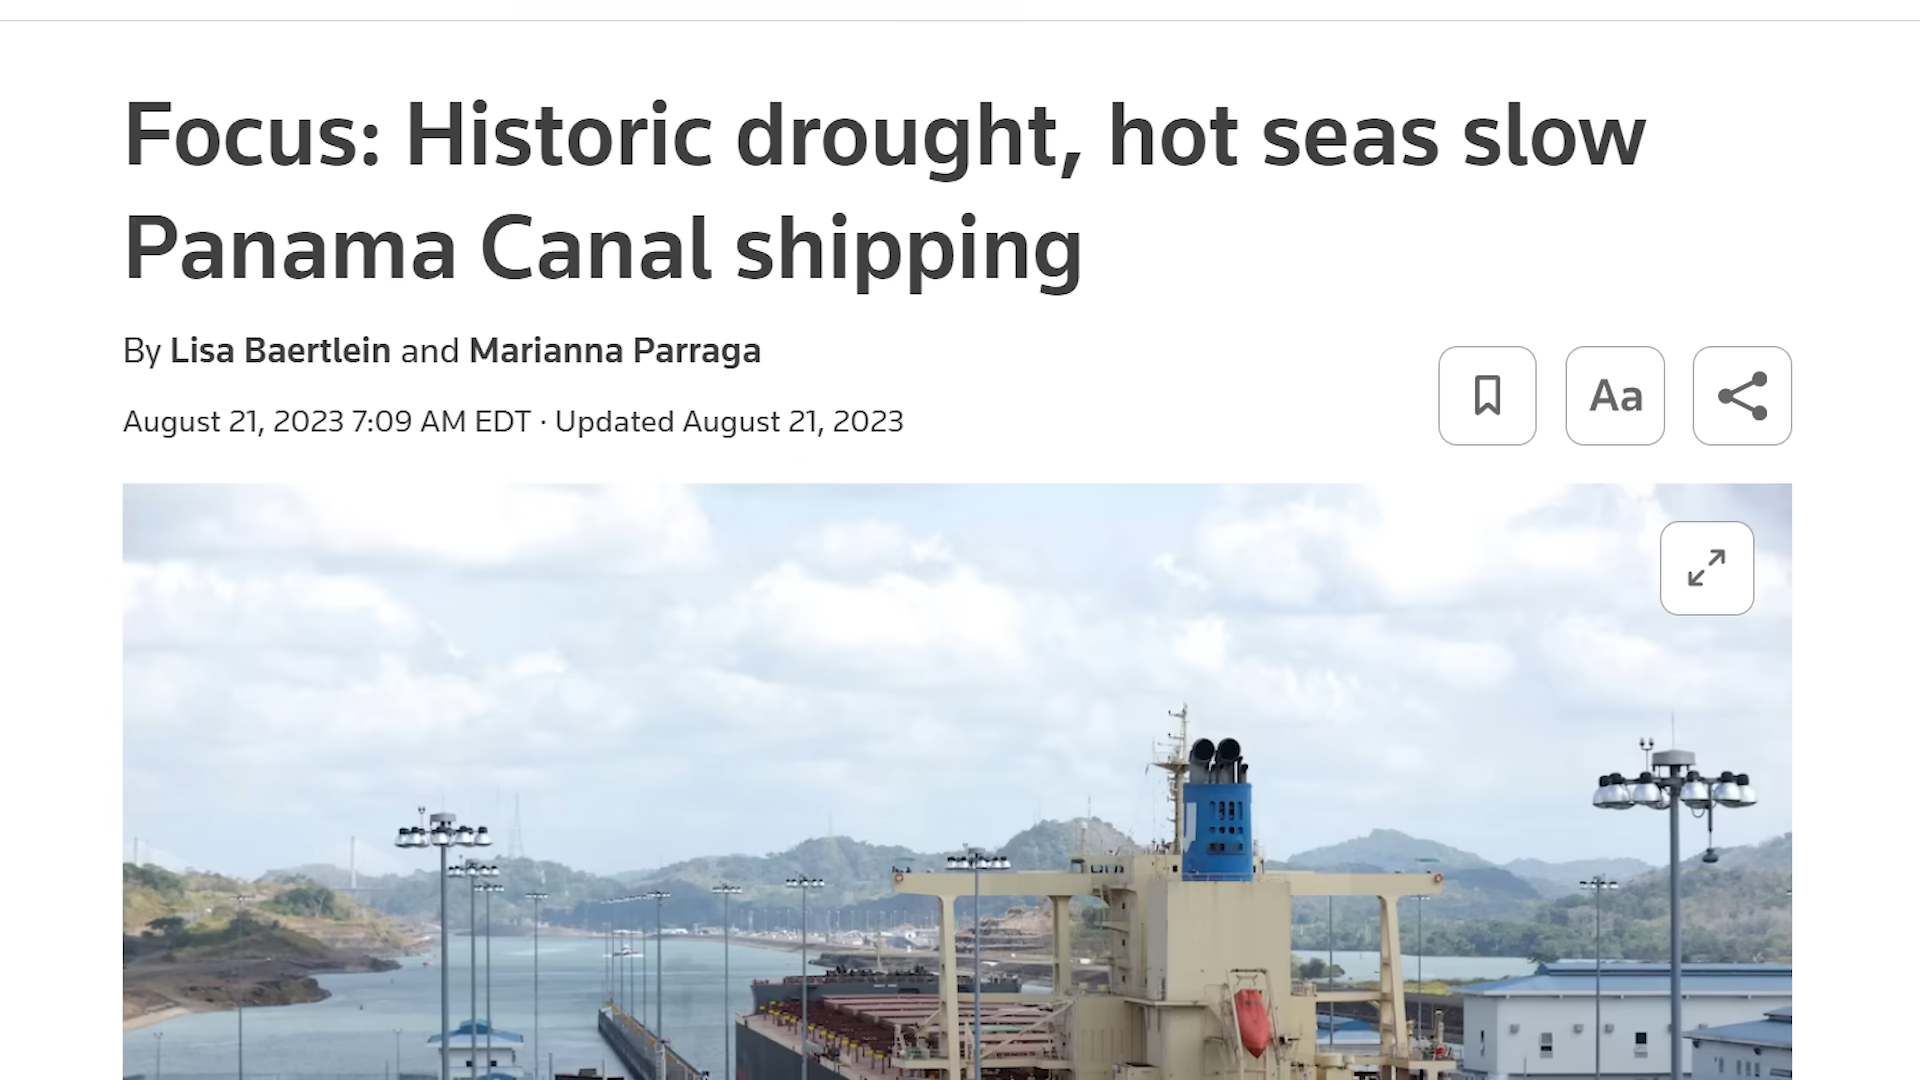 Focus: Historic drought, hot seas slow
Panama Canal shipping
By Lisa Baertlein and Marianna Parraga
August 21, 2023 7:09 AM EDT · Updated August 21, 2023
Aa